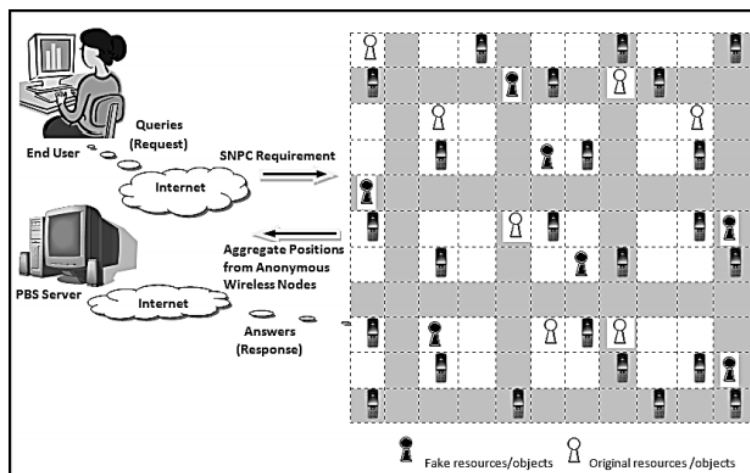 Queries
(Request)
End User
SNPC Requirement
Internet
Aggregate Positions
from Anonymous
Wireless Nodes
PBS Server
Internet
Answers
(Response)
Fake resources/objects
Original resources /objects